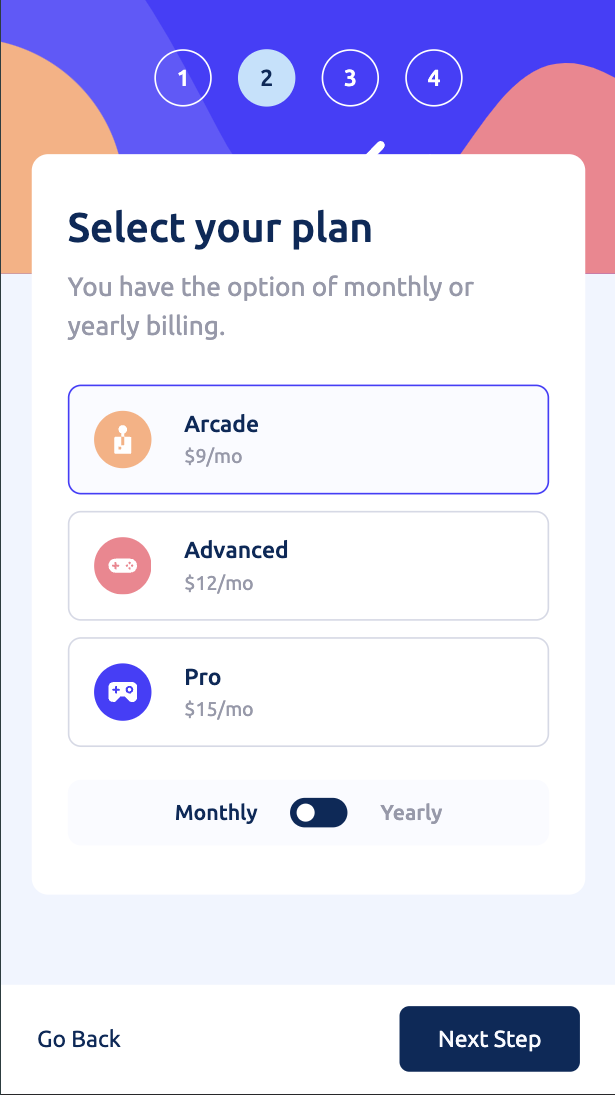 1 2 3 4
Select your plan
You have the option of monthly or
yearly billing.
Arcade
$9/mo
Advanced
$12/mo
Pro
$15/mo
Monthly Yearly
Go Back Next Step